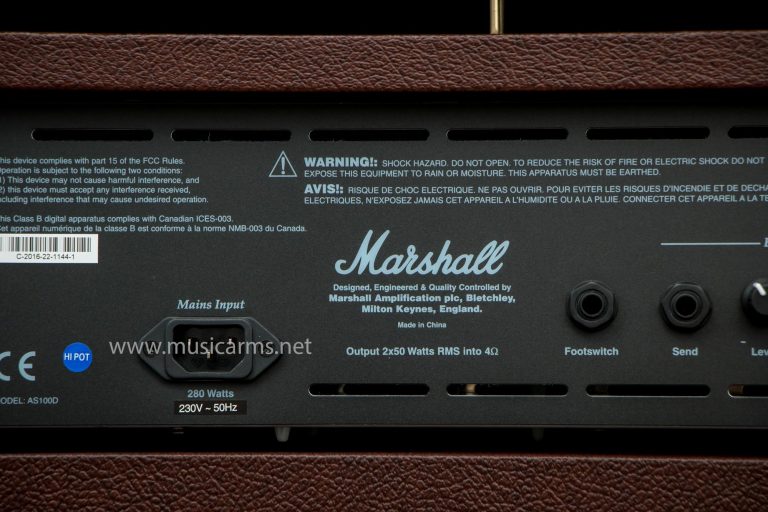 his device complies with part 15 of the FCC Rules.
Operation is subject to the following two conditions:
1) This device may not cause harmful interference, and
2) this device must accept any interference received,
ncluding interference that may cause undesired operation.
This Class B digital apparatus complies with Canadian ICES-003.
Cet appareil numérique de la class B est conforme à la norme NMB-003 du Canada.
C-2016-22-1144-1
WARNING!: SHOCK HAZARD. DO NOT OPEN. TO REDUCE THE RISK OF FIRE OR ELECTRIC SHOCK DO NOT
EXPOSE THIS EQUIPMENT TO RAIN OR MOISTURE. THIS APPARATUS MUST BE EARTHED.
AVIS!: RISQUE DE CHOC ELECTRIQUE. NE PAS OUVRIR. POUR EVITER LES RISQUES D'INCENDIE ET DE DECHA
ELECTRIQUES, N'EXPOSEZ JAMAIS CET APPAREIL A L'HUMIDITE OU A LA PLUIE. CONNECTER CET APPAREIL A LA TE
Marshall
Designed, Engineered & Quality Controlled by
Marshall Amplification plc, Bletchley,
Milton Keynes, England.
Made in China
Output 2x50 Watts RMS into 4Ω
Mains Input
www.musicarms.net
280 Watts
230V ~ 50Hz
CE
HI POT
MODEL: AS100D
Footswitch
Send
Lev